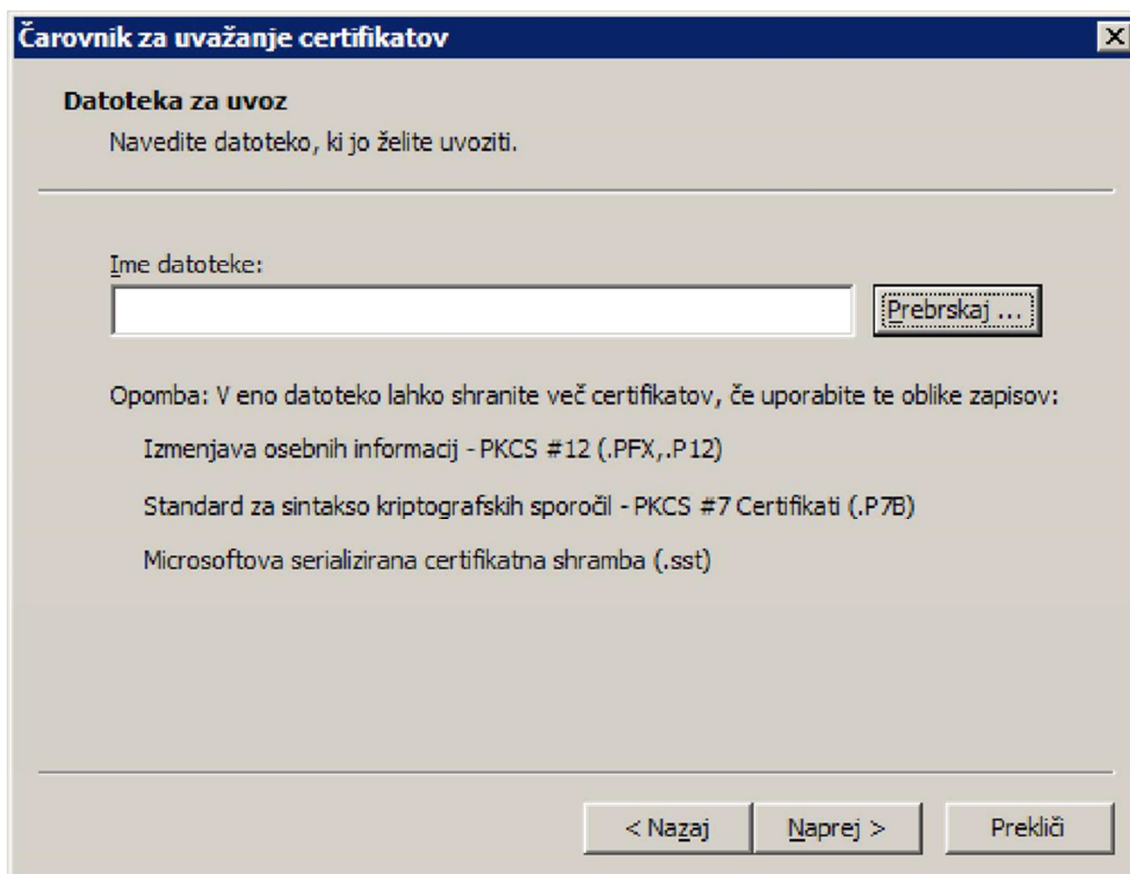 Čarovnik za uvažanje certifikatov
Datoteka za uvoz
Navedite datoteko, ki jo želite uvoziti.
Ime datoteke:
Prebrskaj ...
Opomba: V eno datoteko lahko shranite več certifikatov, če uporabite te oblike zapisov:
Izmenjava osebnih informacij - PKCS #12 (.PFX,.P12)
Standard za sintakso kriptografskih sporočil - PKCS #7 Certifikati (.P7B)
Microsoftova serializirana certifikatna shramba (.sst)
< Nazaj Naprej > Prekliči